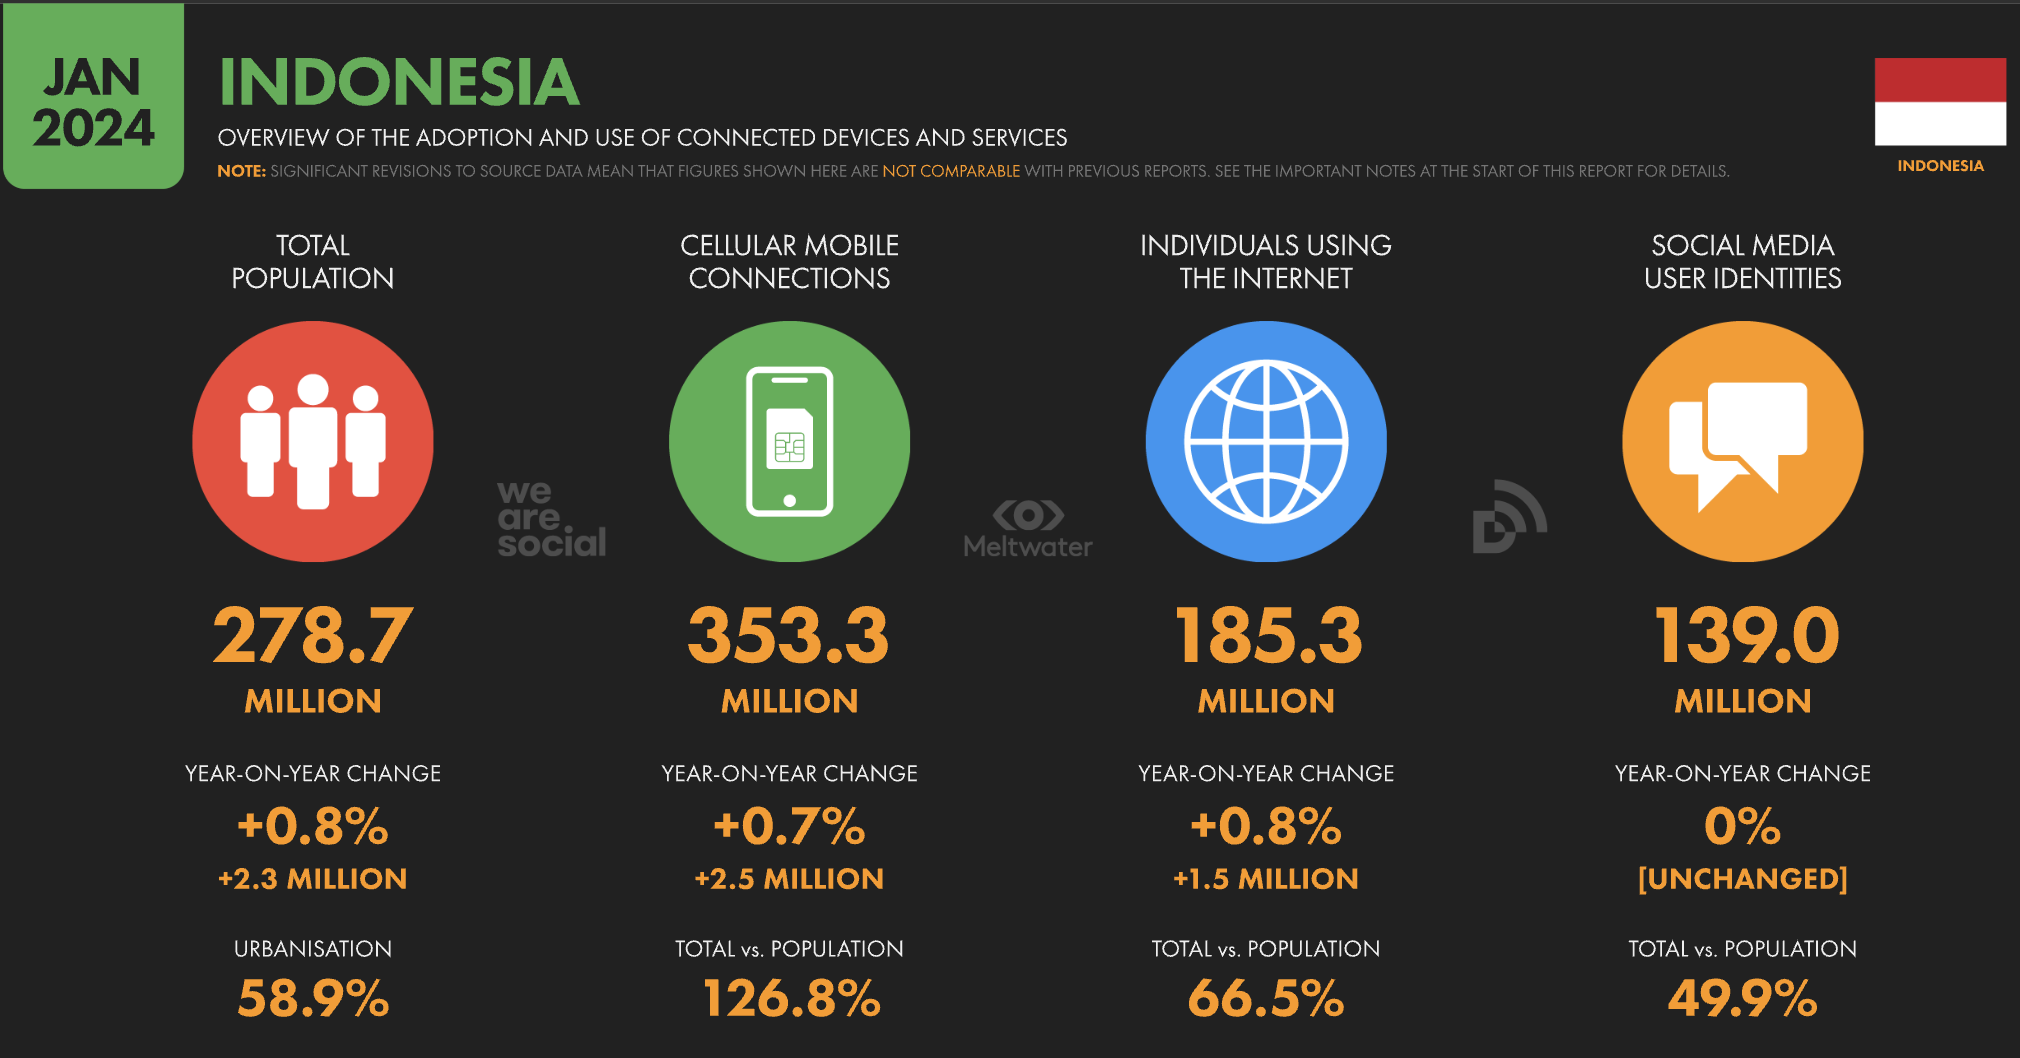 JAN
2024
INDONESIA
OVERVIEW OF THE ADOPTION AND USE OF CONNECTED DEVICES AND SERVICES
NOTE: SIGNIFICANT REVISIONS TO SOURCE DATA MEAN THAT FIGURES SHOWN HERE ARE NOT COMPARABLE WITH PREVIOUS REPORTS. SEE THE IMPORTANT NOTES AT THE START OF THIS REPORT FOR DETAILS.
INDONESIA
TOTAL
POPULATION
278.7
MILLION
YEAR-ON-YEAR CHANGE
+0.8%
+2.3 MILLION
URBANISATION
58.9%
we
are
social
CELLULAR MOBILE
CONNECTIONS
353.3
MILLION
YEAR-ON-YEAR CHANGE
+0.7%
+2.5 MILLION
TOTAL vs. POPULATION
126.8%
Meltwater
INDIVIDUALS USING
THE INTERNET
185.3
MILLION
YEAR-ON-YEAR CHANGE
+0.8%
+1.5 MILLION
TOTAL vs. POPULATION
66.5%
SOCIAL MEDIA
USER IDENTITIES
139.0
MILLION
YEAR-ON-YEAR CHANGE
0%
[UNCHANGED]
TOTAL vs. POPULATION
49.9%